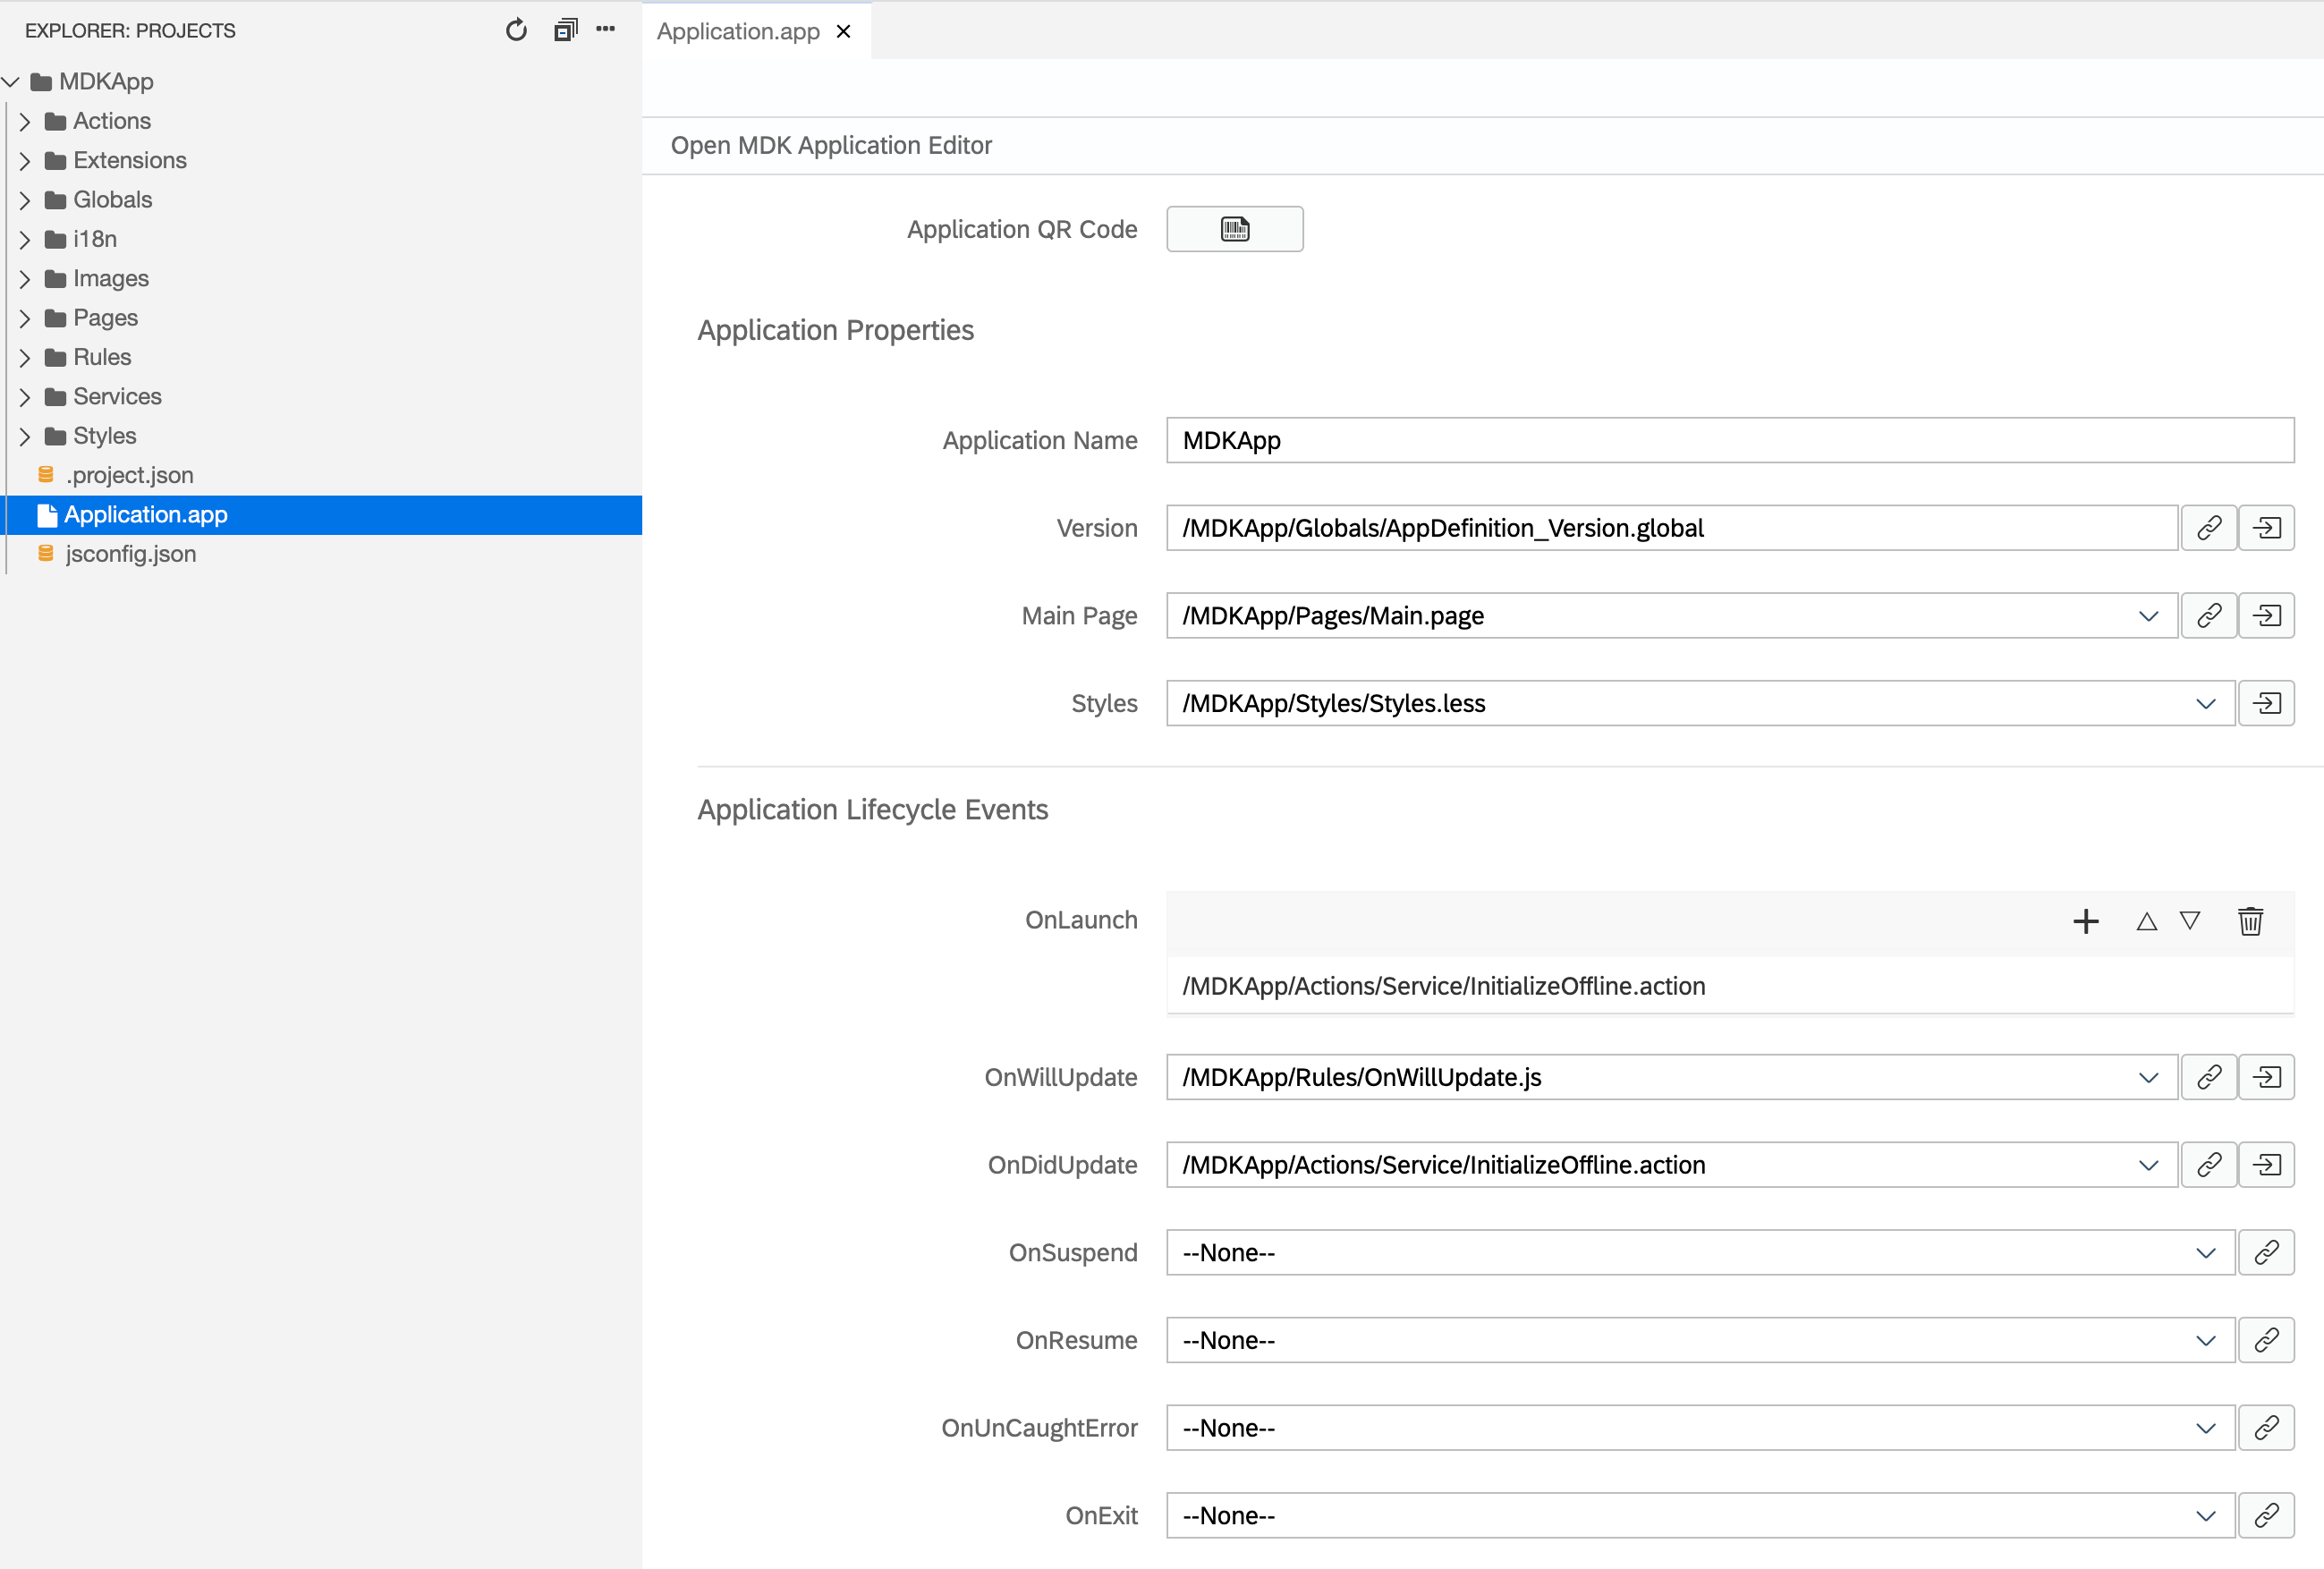 EXPLORER: PROJECTS
MDKApp
Actions
Extensions
Globals
i18n
Images
Pages
Rules
Services
Styles
.project.json
Application.app
jsconfig.json
Application.app
Open MDK Application Editor
Application QR Code
Application Properties
Application Name MDKApp
Version /MDKApp/Globals/AppDefinition_Version.global
Main Page /MDKApp/Pages/Main.page
Styles /MDKApp/Styles/Styles.less
Application Lifecycle Events
OnLaunch
/MDKApp/Actions/Service/InitializeOffline.action
OnWillUpdate /MDKApp/Rules/OnWillUpdate.js
OnDidUpdate /MDKApp/Actions/Service/InitializeOffline.action
OnSuspend --None--
OnResume --None--
OnUnCaughtError --None--
OnExit --None--